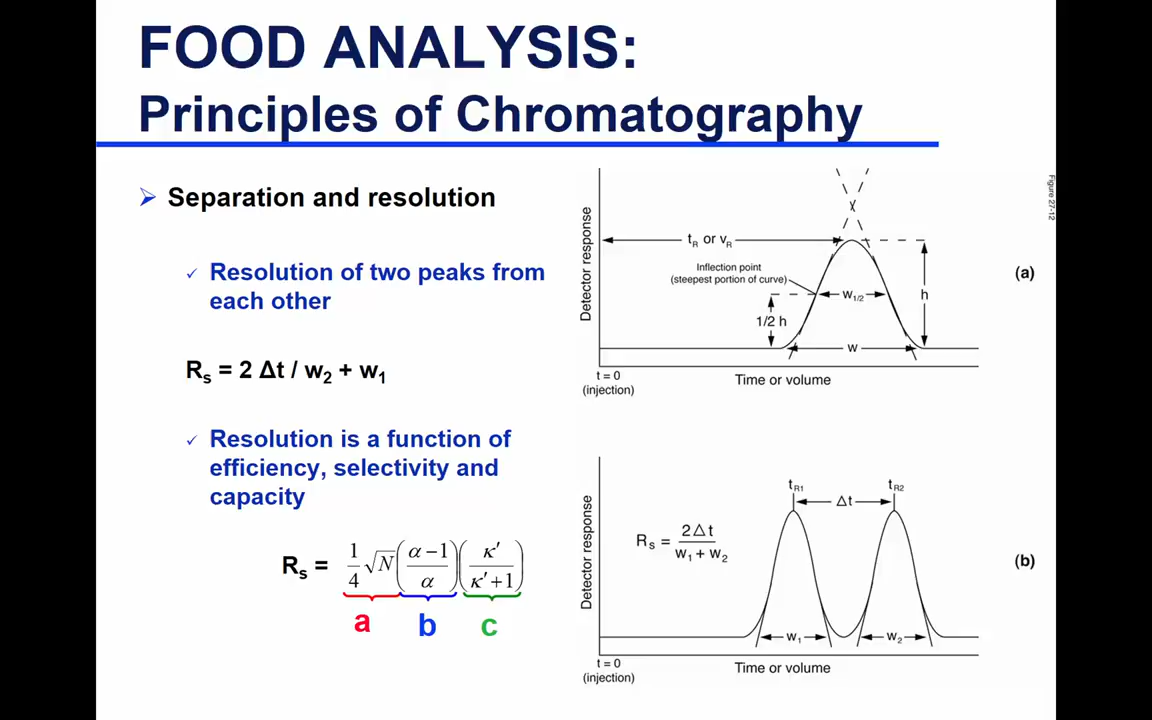 FOOD ANALYSIS:
Principles of Chromatography
➢ Separation and resolution
✓ Resolution of two peaks from
each other
Rs = 2 Δt / w2 + w1
✓ Resolution is a function of
efficiency, selectivity and
capacity
Rs = 1/4 √N (α − 1 / α) (κ′ / κ′ + 1)
a b c
Figure 27-12
Detector response
tR or vR
Inflection point
(steepest portion of curve)
w1/2
h
1/2 h
w
t = 0
(injection)
Time or volume
(a)
Detector response
tR1
tR2
Δt
Rs = 2Δt / w1 + w2
w1
w2
t = 0
(injection)
Time or volume
(b)